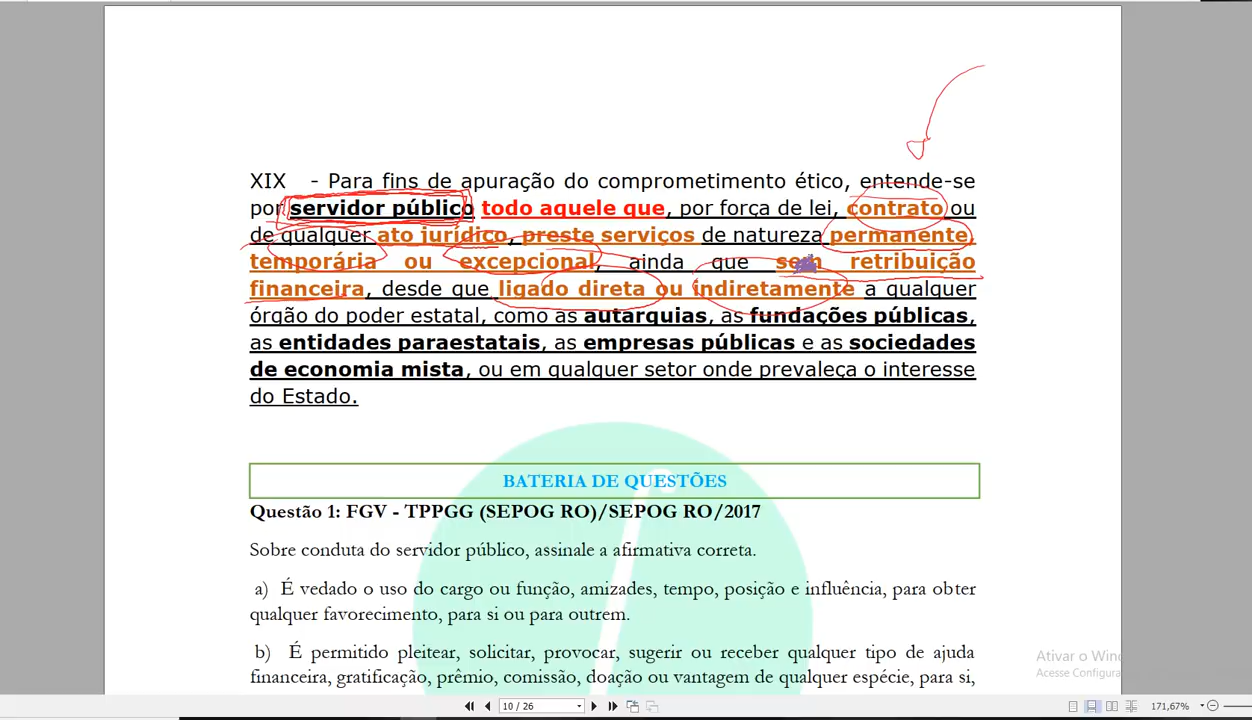 XIX - Para fins de apuração do comprometimento ético, entende-se
por servidor público todo aquele que, por força de lei, contrato ou
de qualquer ato jurídico, preste serviços de natureza permanente,
temporária ou excepcional, ainda que sem retribuição
financeira, desde que ligado direta ou indiretamente a qualquer
órgão do poder estatal, como as autarquias, as fundações públicas,
as entidades paraestatais, as empresas públicas e as sociedades
de economia mista, ou em qualquer setor onde prevaleça o interesse
do Estado.
BATERIA DE QUESTÕES
Questão 1: FGV - TPPGG (SEPOG RO)/SEPOG RO/2017
Sobre conduta do servidor público, assinale a afirmativa correta.
a) É vedado o uso do cargo ou função, amizades, tempo, posição e influência, para obter
qualquer favorecimento, para si ou para outrem.
b) É permitido pleitear, solicitar, provocar, sugerir ou receber qualquer tipo de ajuda
financeira, gratificação, prêmio, comissão, doação ou vantagem de qualquer espécie, para si,
Ativar o Win
Acesse Configura
10 / 26
171,67%